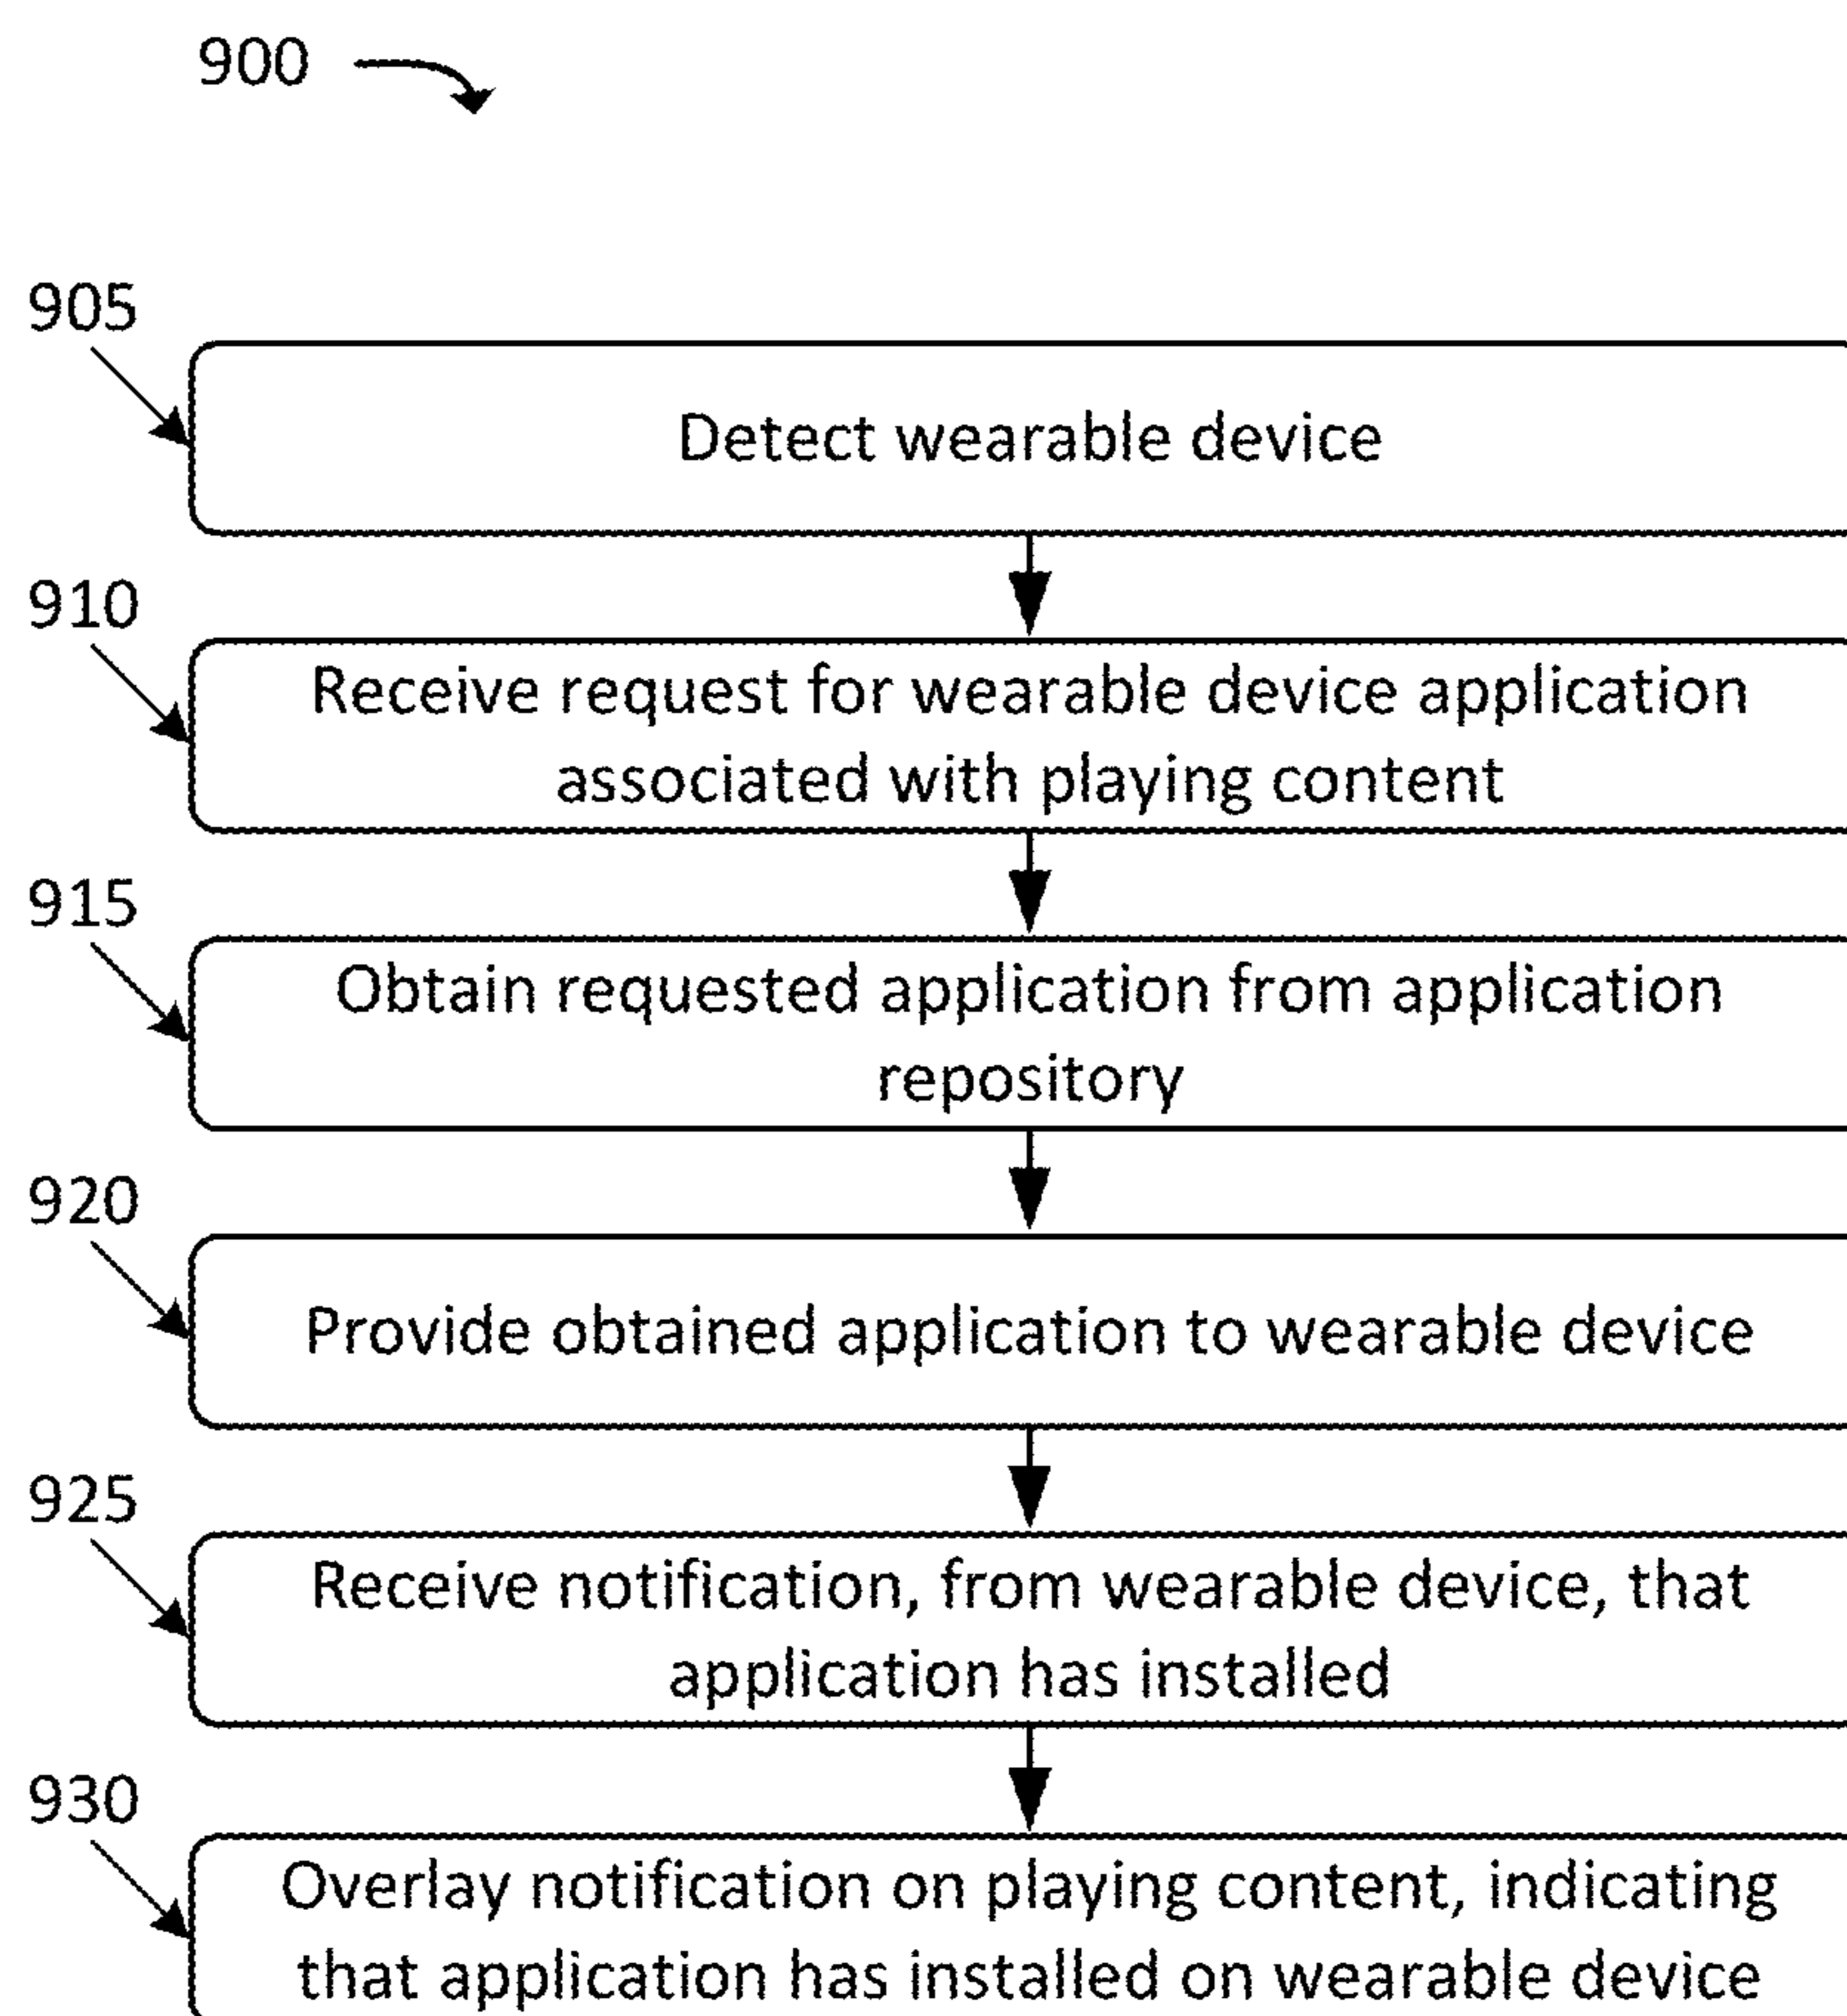 900
905
Detect wearable device
910
Receive request for wearable device application
associated with playing content
915
Obtain requested application from application
repository
920
Provide obtained application to wearable device
925
Receive notification, from wearable device, that
application has installed
930
Overlay notification on playing content, indicating
that application has installed on wearable device